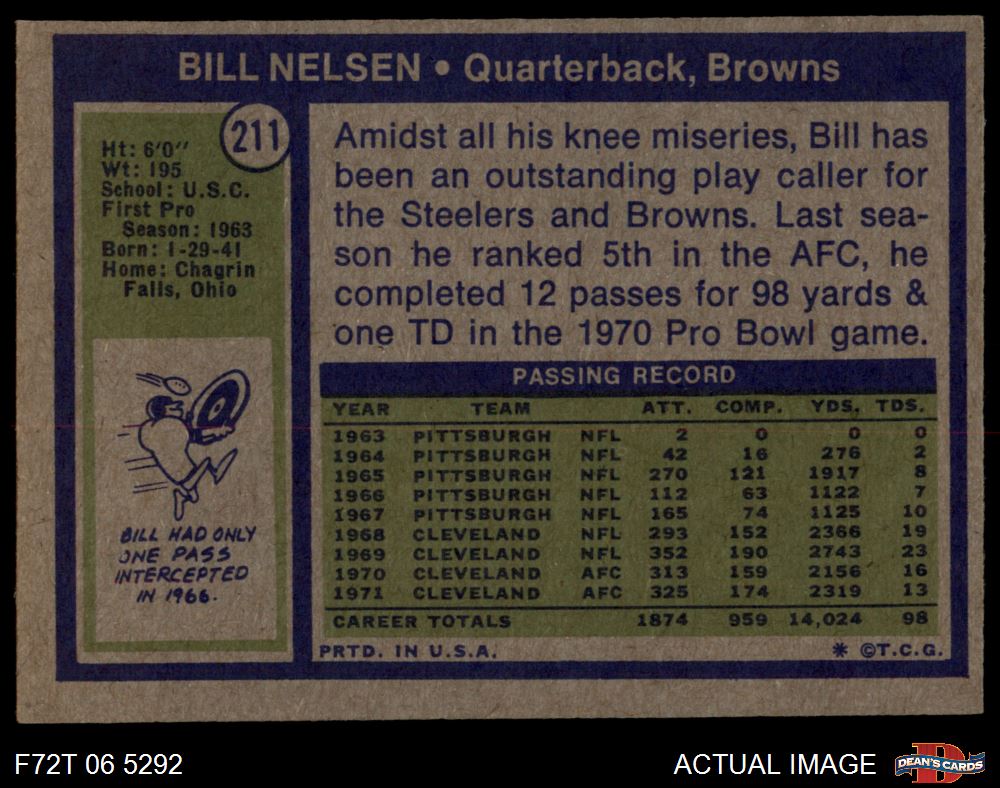 BILL NELSEN • Quarterback, Browns
211
Ht: 6'0"
Wt: 195
School: U.S.C.
First Pro
Season: 1963
Born: 1-29-41
Home: Chagrin
Falls, Ohio
BILL HAD ONLY
ONE PASS
INTERCEPTED
IN 1966.
Amidst all his knee miseries, Bill has
been an outstanding play caller for
the Steelers and Browns. Last sea-
son he ranked 5th in the AFC, he
completed 12 passes for 98 yards &
one TD in the 1970 Pro Bowl game.
PASSING RECORD
YEAR TEAM ATT. COMP. YDS. TDS.
1963 PITTSBURGH NFL 2 0 0 0
1964 PITTSBURGH NFL 42 16 276 2
1965 PITTSBURGH NFL 270 121 1917 8
1966 PITTSBURGH NFL 112 63 1122 7
1967 PITTSBURGH NFL 165 74 1125 10
1968 CLEVELAND NFL 293 152 2366 19
1969 CLEVELAND NFL 352 190 2743 23
1970 CLEVELAND AFC 313 159 2156 16
1971 CLEVELAND AFC 325 174 2319 13
CAREER TOTALS 1874 959 14,024 98
PRTD. IN U.S.A. * ©T.C.G.
F72T 06 5292 ACTUAL IMAGE DEAN'S CARDS